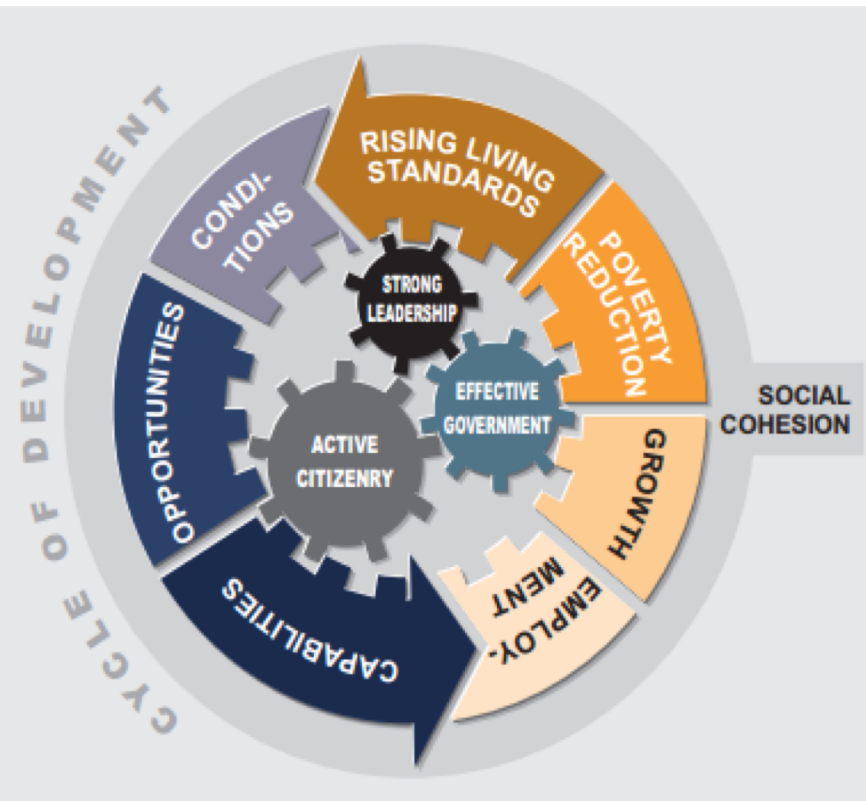 CYCLE OF DEVELOPMENT
RISING LIVING
STANDARDS
POVERTY
REDUCTION
GROWTH
EMPLOY-
MENT
CAPABILITIES
OPPORTUNITIES
CONDI-
TIONS
STRONG
LEADERSHIP
EFFECTIVE
GOVERNMENT
ACTIVE
CITIZENRY
SOCIAL
COHESION